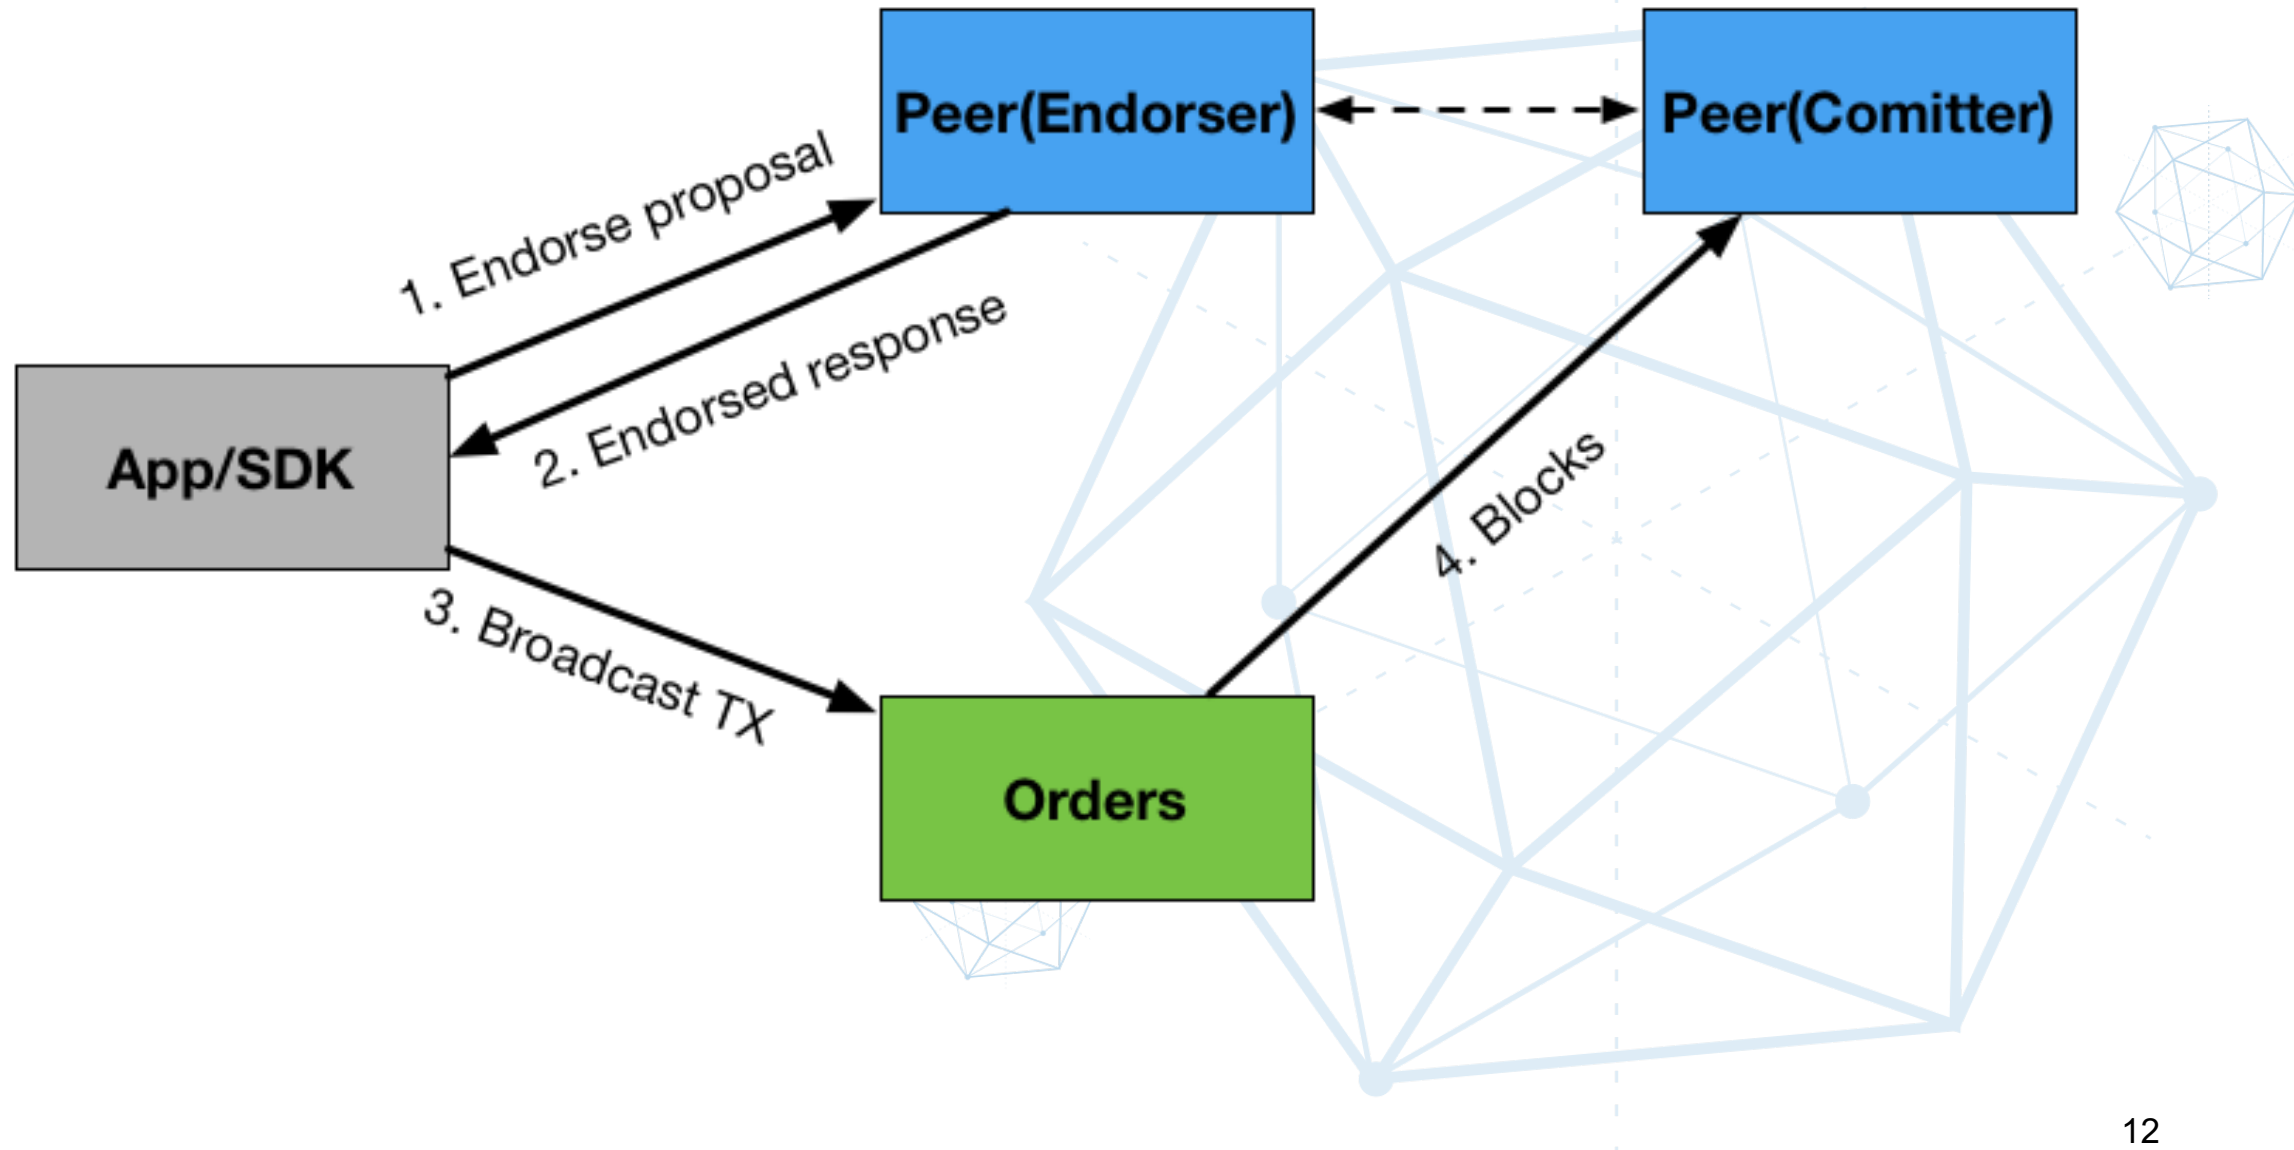 Peer(Endorser)
Peer(Comitter)
1. Endorse proposal
2. Endorsed response
App/SDK
3. Broadcast TX
4. Blocks
Orders
12